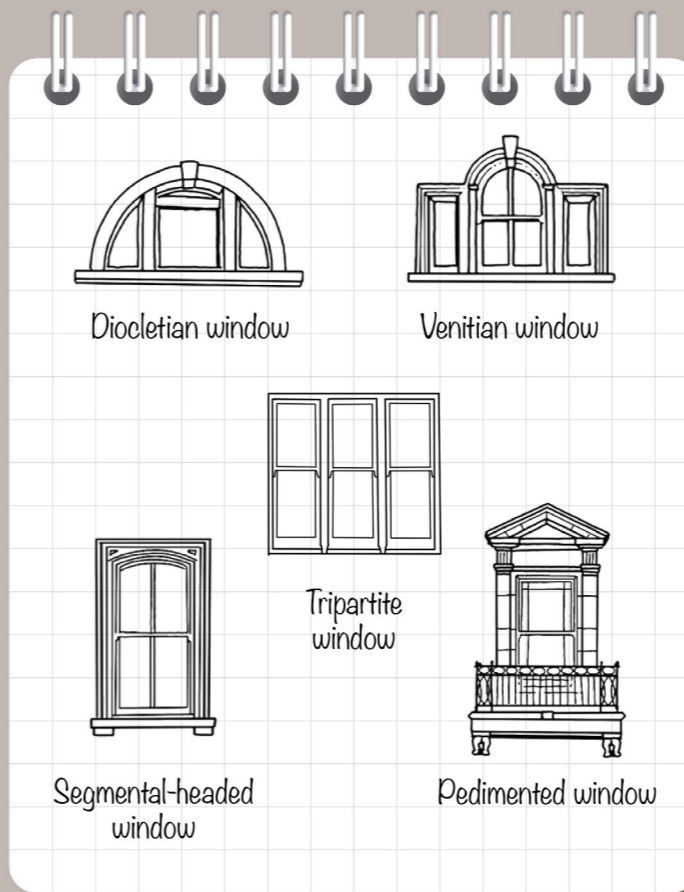 Diocletian window
Venitian window
Tripartite
window
Segmental-headed
window
Pedimented window